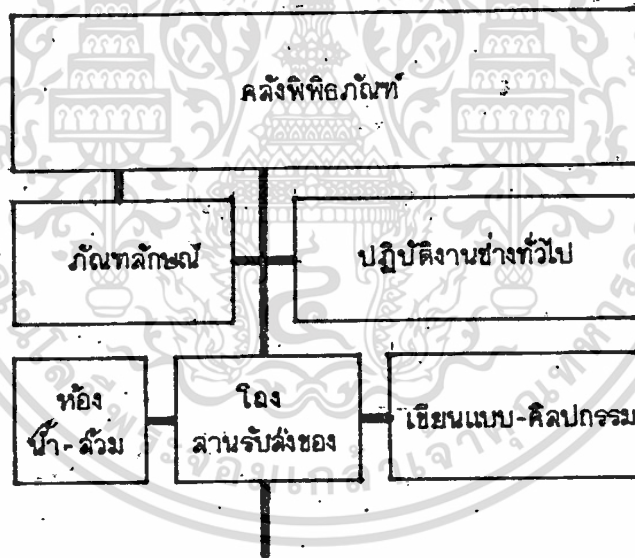 คลังพิพิธภัณฑ์
ภัณฑลักษณ์
ปฏิบัติงานช่างทั่วไป
ห้อง
น้ำ-ส้วม
โถง
ลานรับส่งของ
เขียนแบบ-ศิลปกรรม